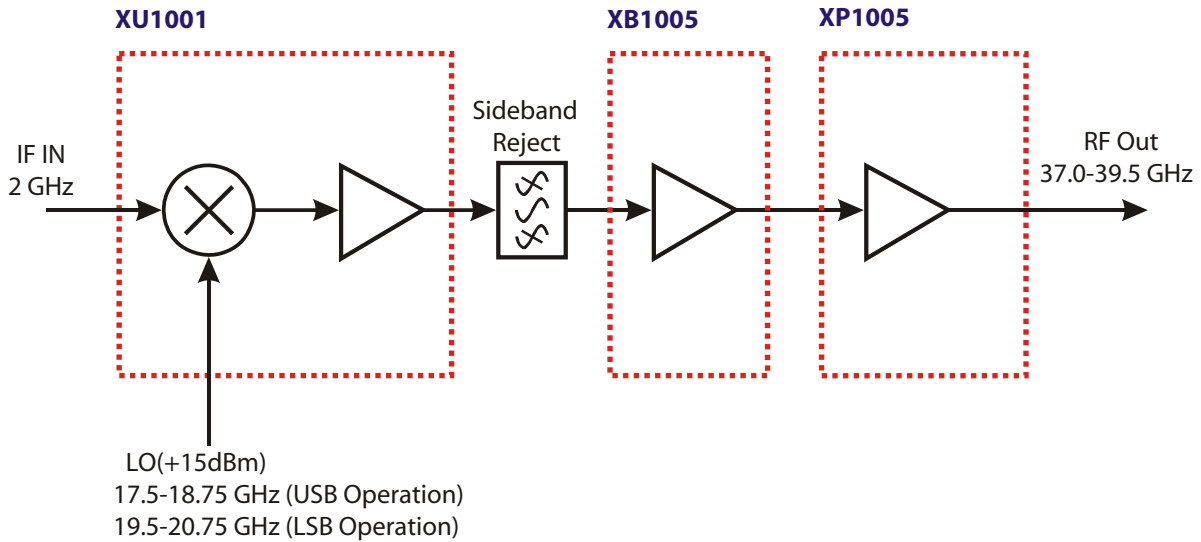 XU1001
XB1005
XP1005
Sideband
Reject
IF IN
2 GHz
RF Out
37.0-39.5 GHz
LO(+15dBm)
17.5-18.75 GHz (USB Operation)
19.5-20.75 GHz (LSB Operation)